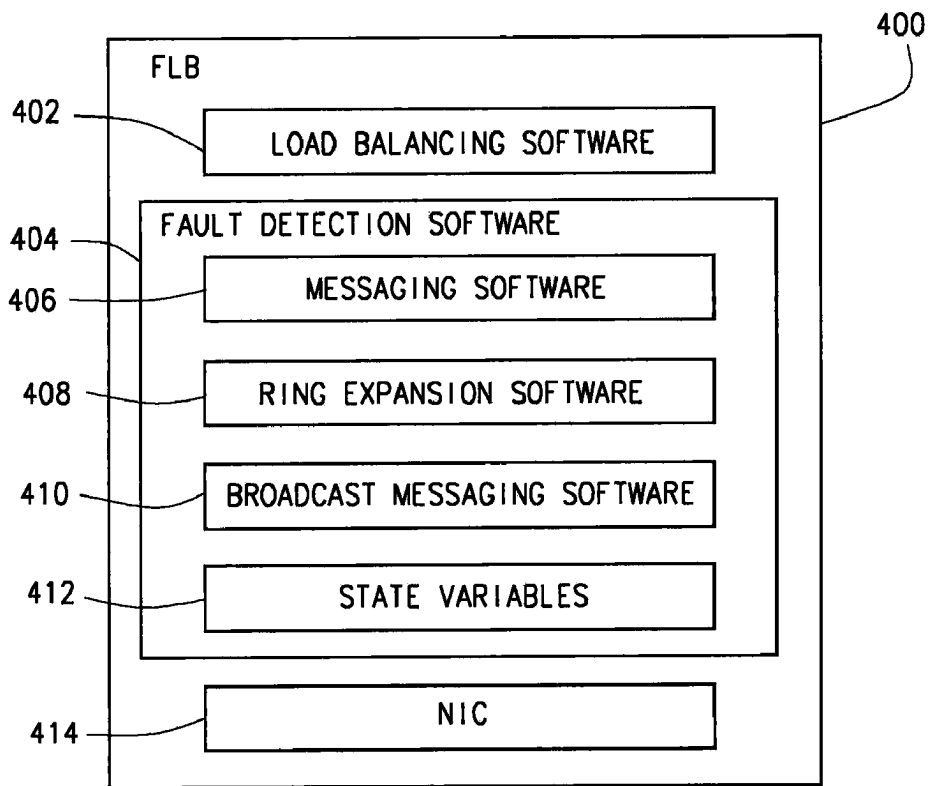 400
FLB
402
LOAD BALANCING SOFTWARE
FAULT DETECTION SOFTWARE
404
MESSAGING SOFTWARE
406
RING EXPANSION SOFTWARE
408
BROADCAST MESSAGING SOFTWARE
410
STATE VARIABLES
412
NIC
414